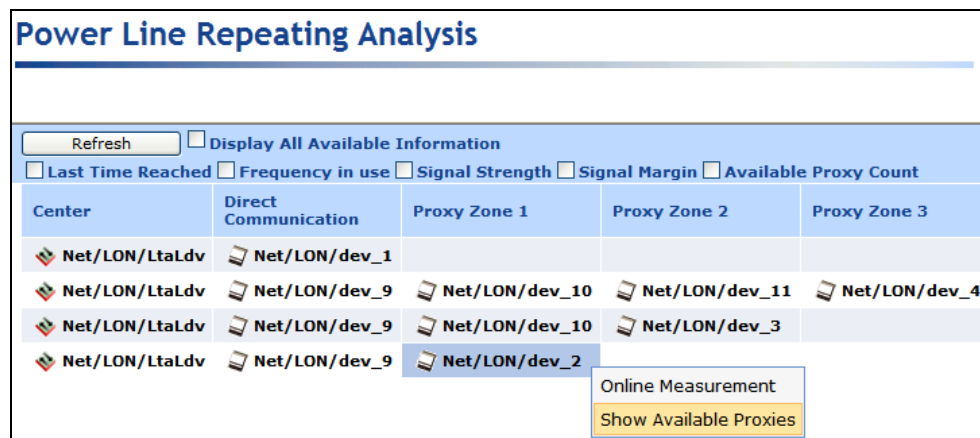 Power Line Repeating Analysis
Refresh Display All Available Information
Last Time Reached Frequency in use Signal Strength Signal Margin Available Proxy Count
Center Direct Communication Proxy Zone 1 Proxy Zone 2 Proxy Zone 3
Net/LON/LtaLdv Net/LON/dev_1
Net/LON/LtaLdv Net/LON/dev_9 Net/LON/dev_10 Net/LON/dev_11 Net/LON/dev_4
Net/LON/LtaLdv Net/LON/dev_9 Net/LON/dev_10 Net/LON/dev_3
Net/LON/LtaLdv Net/LON/dev_9 Net/LON/dev_2
Online Measurement
Show Available Proxies